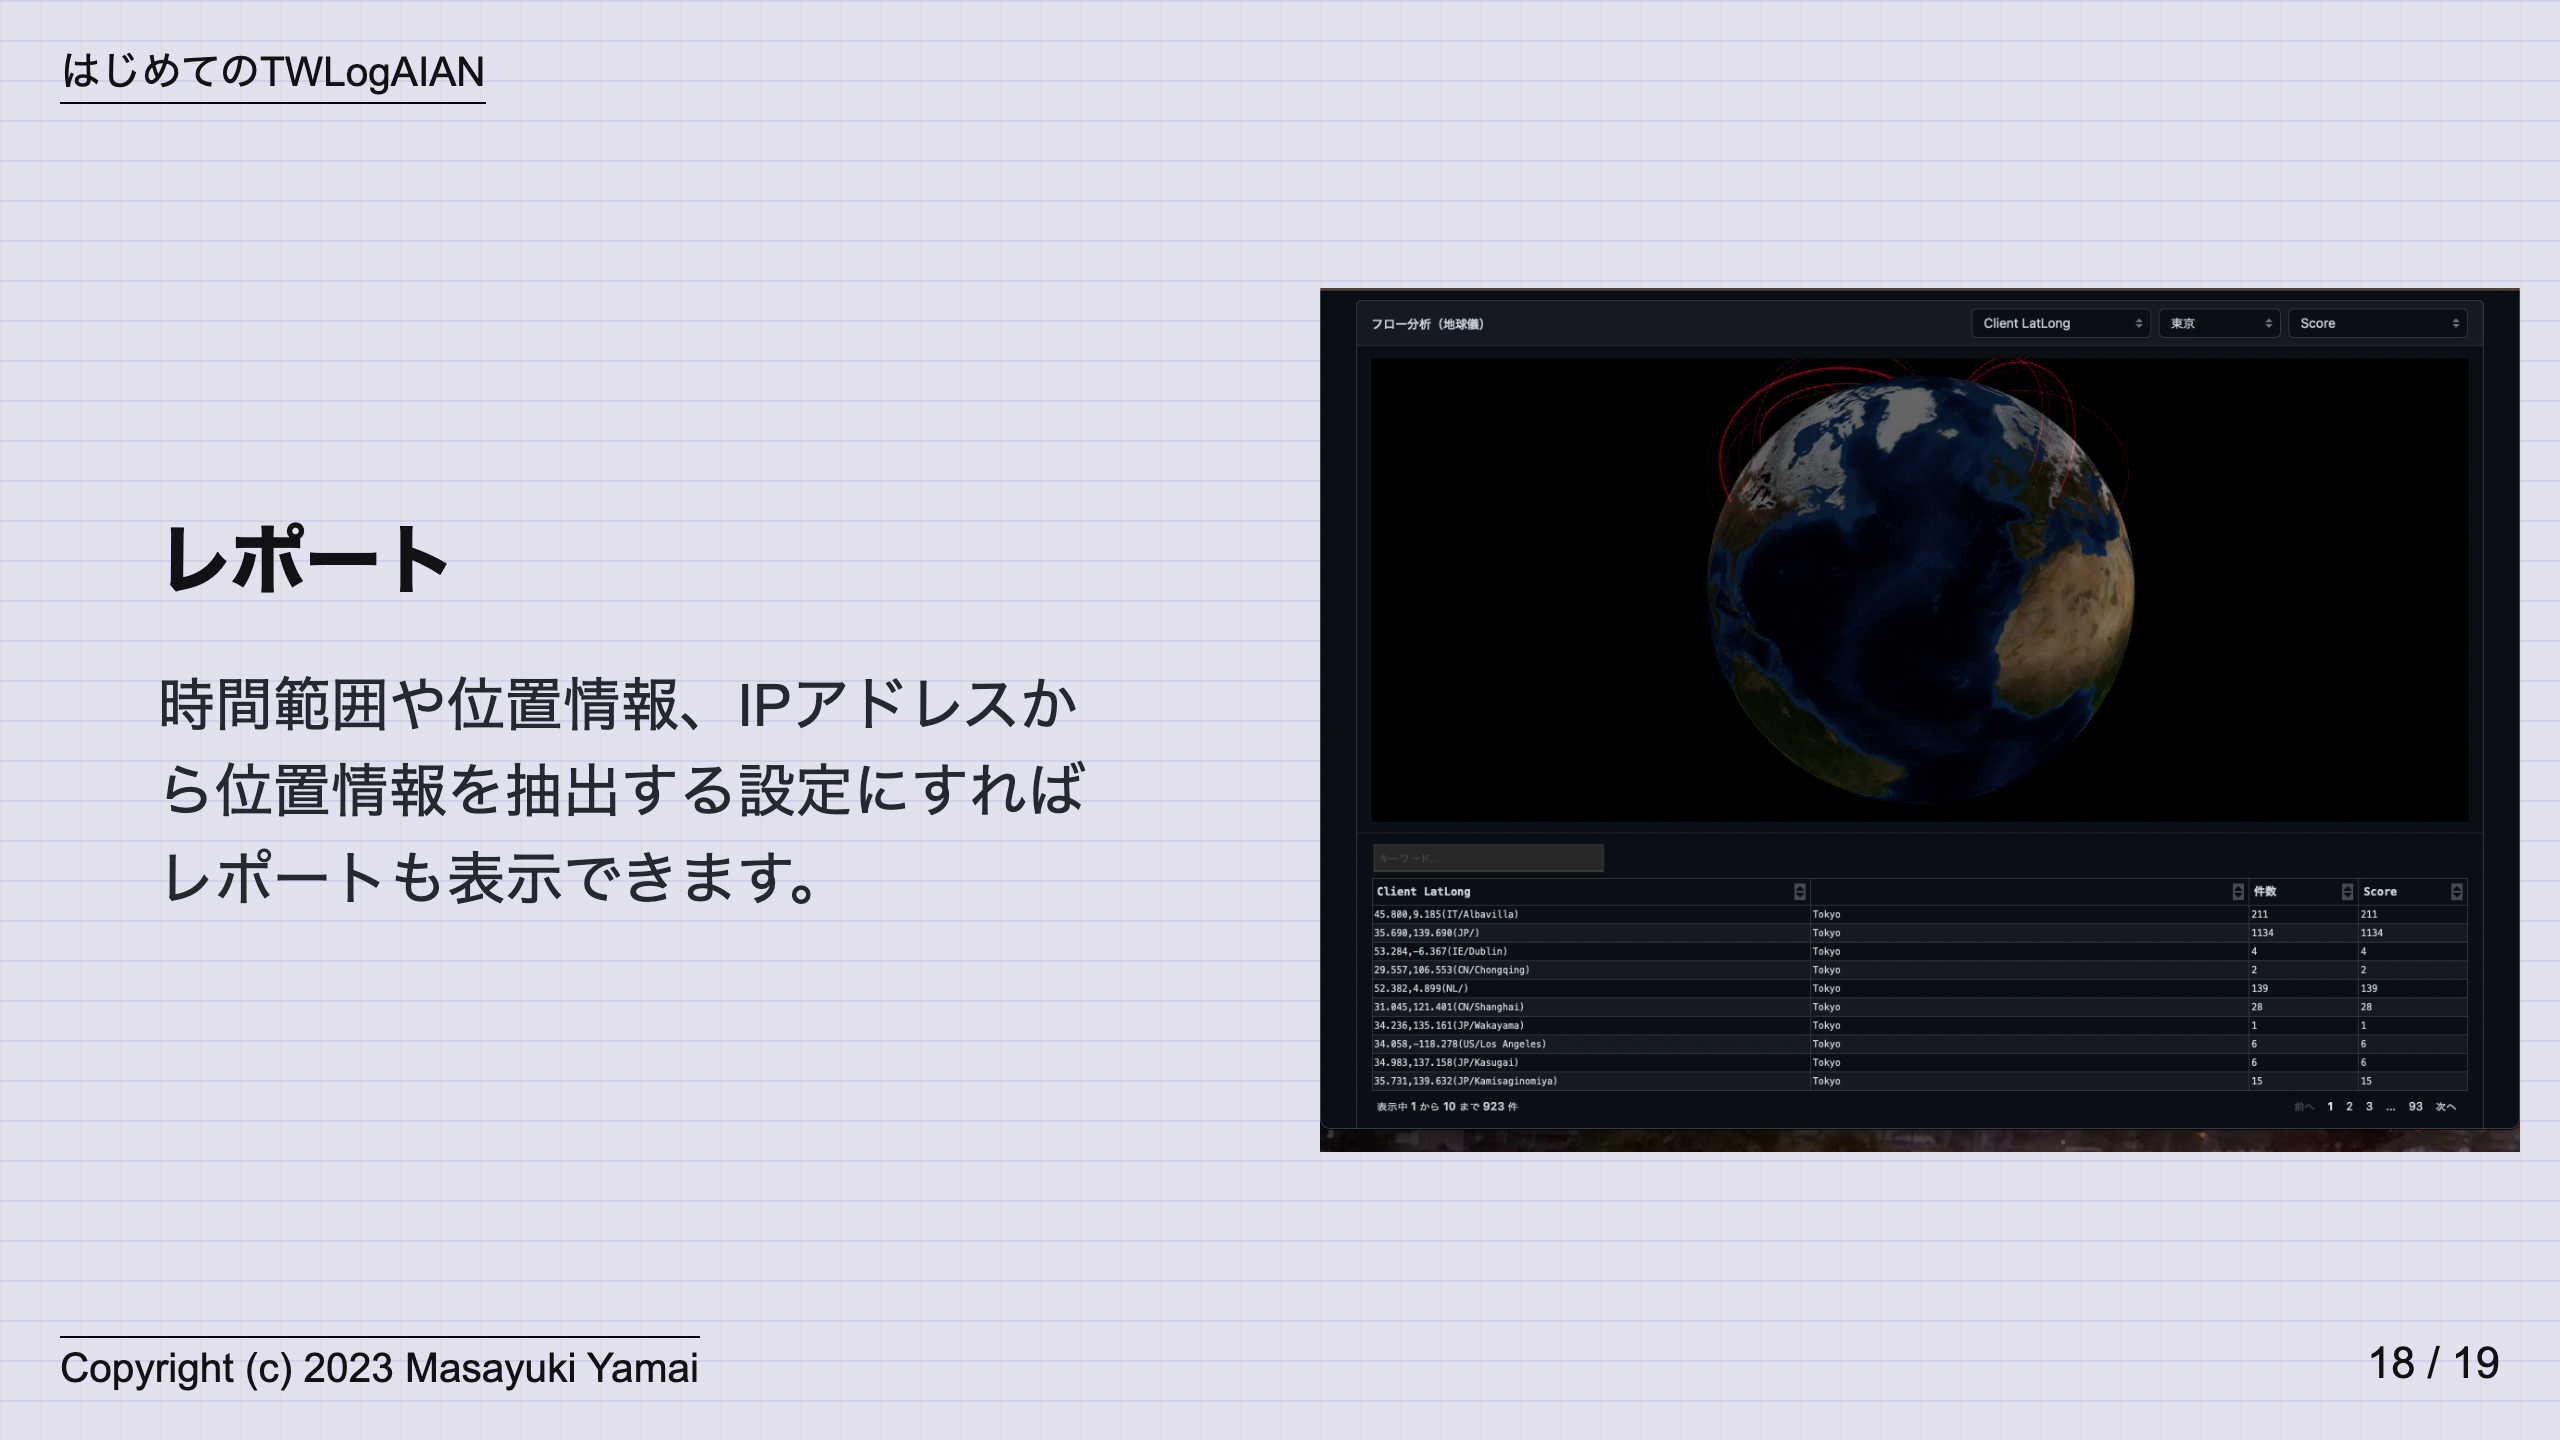 はじめてのTWLogAIAN
レポート
時間範囲や位置情報、IPアドレスか
ら位置情報を抽出する設定にすれば
レポートも表示できます。
フロー分析（地球儀） Client LatLong 東京 Score
キーワード...
Client LatLong 件数 Score
45.800,9.185(IT/Albavilla) Tokyo 211 211
35.690,139.690(JP/) Tokyo 1134 1134
53.284,-6.367(IE/Dublin) Tokyo 4 4
29.557,106.553(CN/Chongqing) Tokyo 2 2
52.382,4.899(NL/) Tokyo 139 139
31.045,121.401(CN/Shanghai) Tokyo 28 28
34.236,135.161(JP/Wakayama) Tokyo 1 1
34.058,-118.278(US/Los Angeles) Tokyo 6 6
34.983,137.158(JP/Kasugai) Tokyo 6 6
35.731,139.632(JP/Kamisaginomiya) Tokyo 15 15
表示中 1 から 10 まで 923 件 前へ 1 2 3 ... 93 次へ
Copyright (c) 2023 Masayuki Yamai
18 / 19